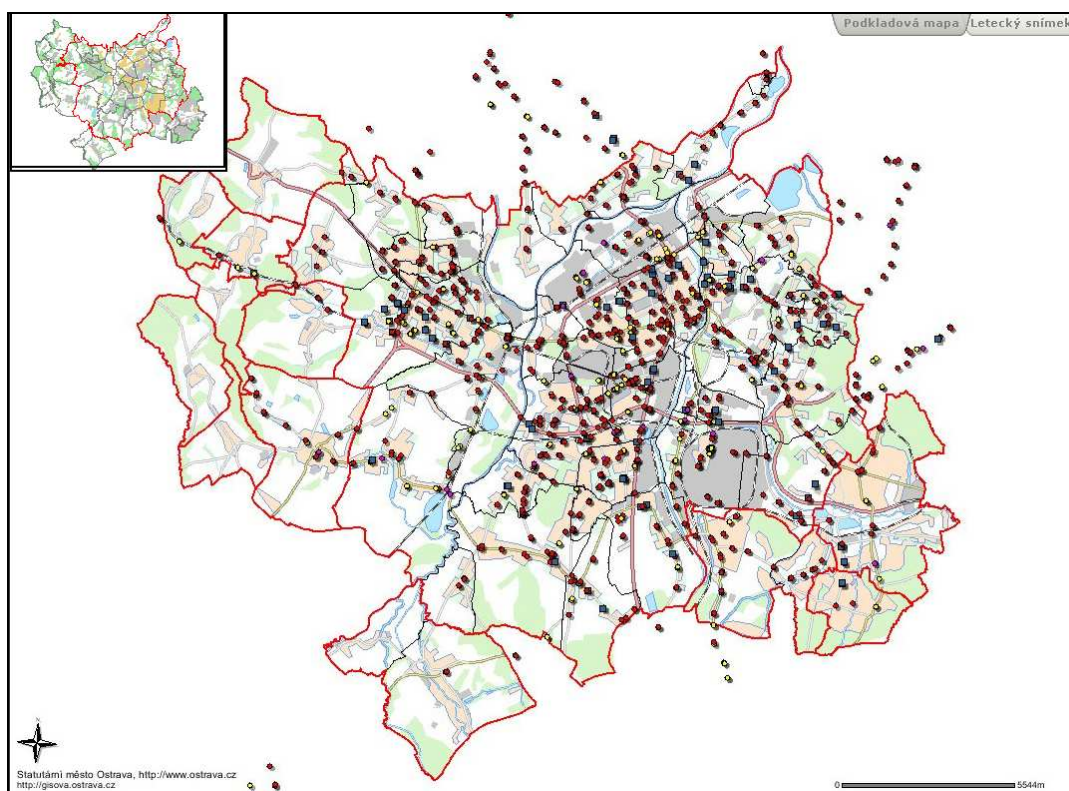 Podkladová mapa Letecký snímek
N
Statutární město Ostrava, http://www.ostrava.cz
http://gisova.ostrava.cz
0 5544m